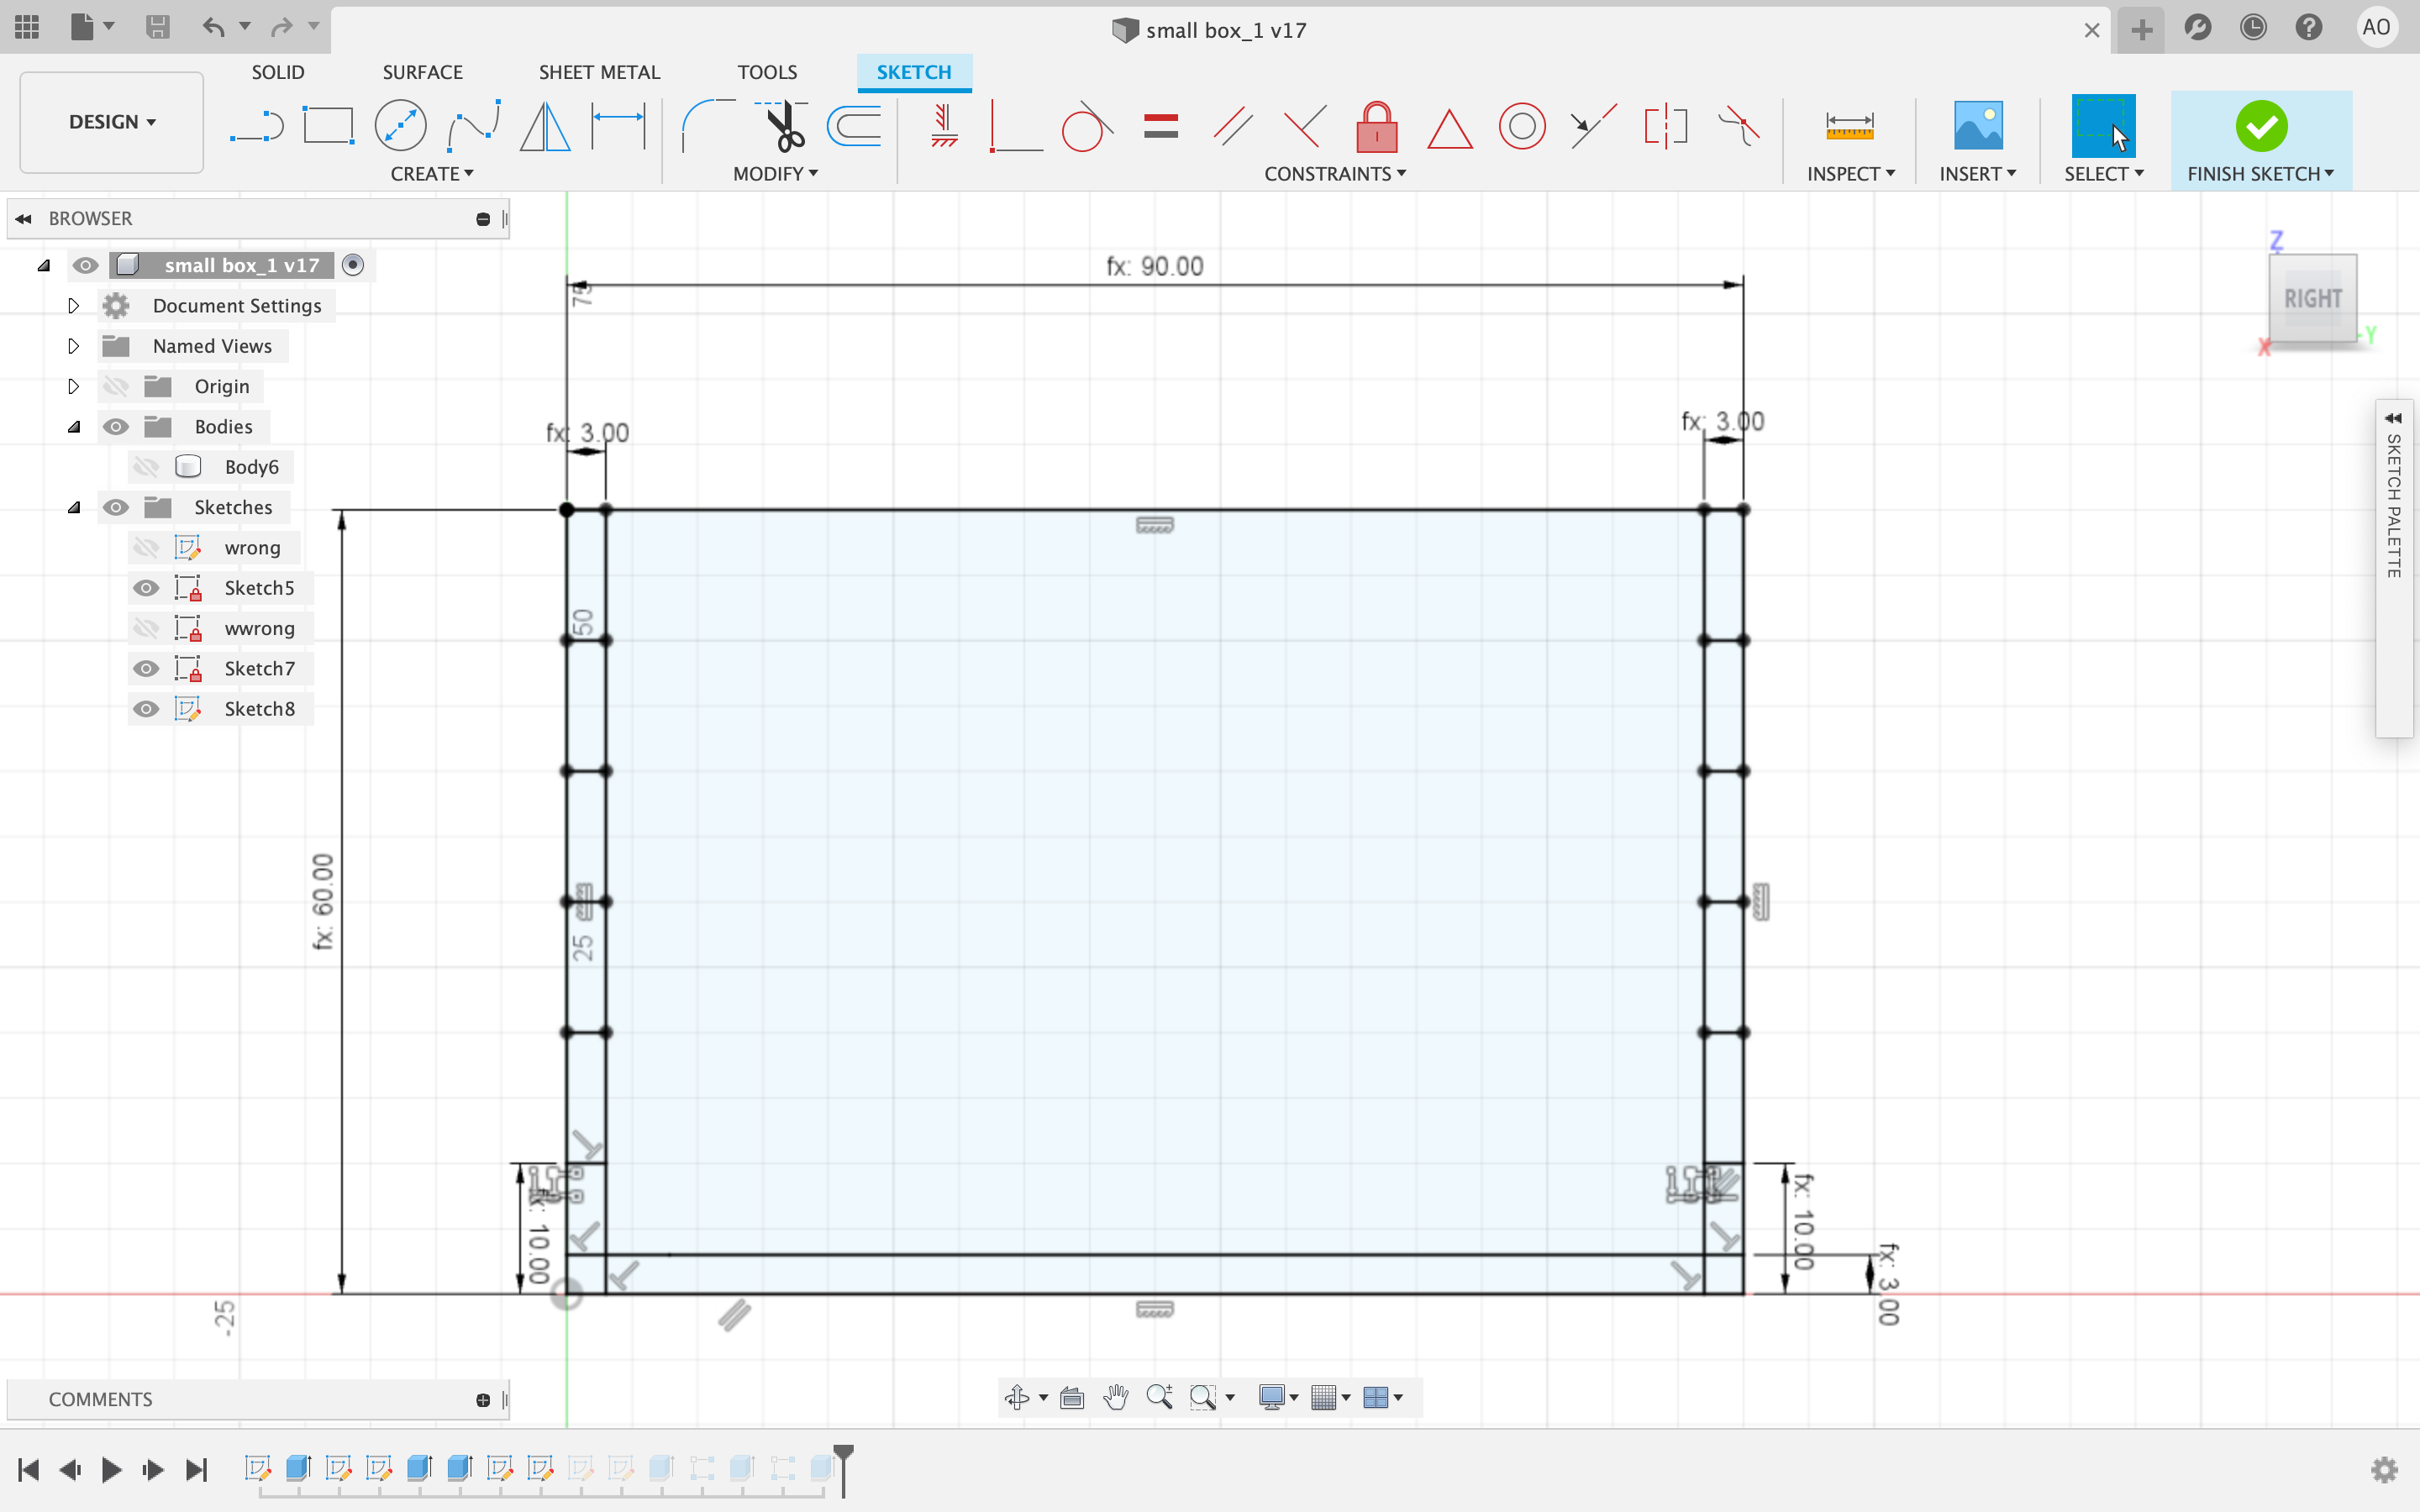 small box_1 v17
AO
DESIGN
SOLID
SURFACE
SHEET METAL
TOOLS
SKETCH
CREATE
MODIFY
CONSTRAINTS
INSPECT
INSERT
SELECT
FINISH SKETCH
BROWSER
small box_1 v17
Document Settings
Named Views
Origin
Bodies
Body6
Sketches
wrong
Sketch5
wwrong
Sketch7
Sketch8
fx: 90.00
75
fx: 3.00
fx: 3.00
50
fx: 60.00
25
fx: 10.00
fx: 10.00
fx: 3.00
-25
Z
RIGHT
X
-Y
SKETCH PALETTE
COMMENTS